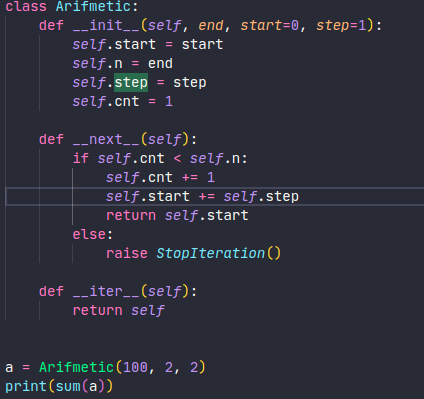 class Arifmetic:
    def __init__(self, end, start=0, step=1):
        self.start = start
        self.n = end
        self.step = step
        self.cnt = 1

    def __next__(self):
        if self.cnt < self.n:
            self.cnt += 1
            self.start += self.step
            return self.start
        else:
            raise StopIteration()

    def __iter__(self):
        return self


a = Arifmetic(100, 2, 2)
print(sum(a))